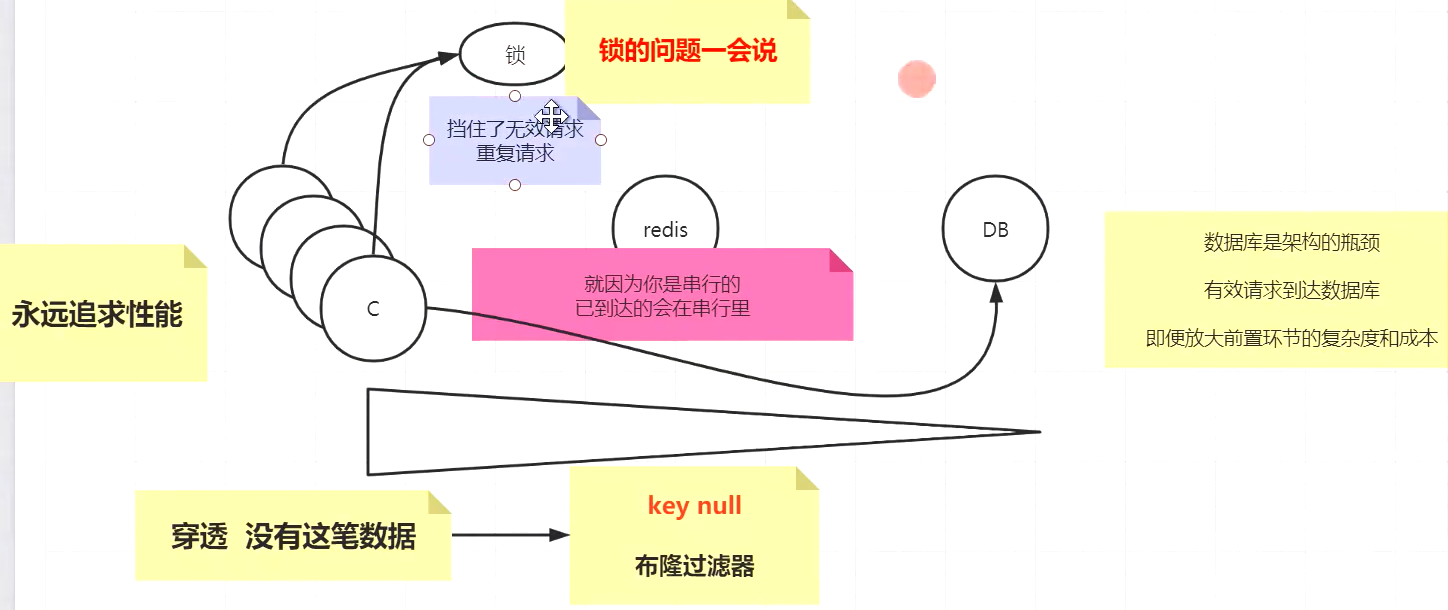 锁
锁的问题一会说
挡住了无效请求
重复请求
redis
DB
数据库是架构的瓶颈
有效请求到达数据库
即便放大前置环节的复杂度和成本
就因为你是串行的
已到达的会在串行里
永远追求性能
C
key null
穿透 没有这笔数据
布隆过滤器